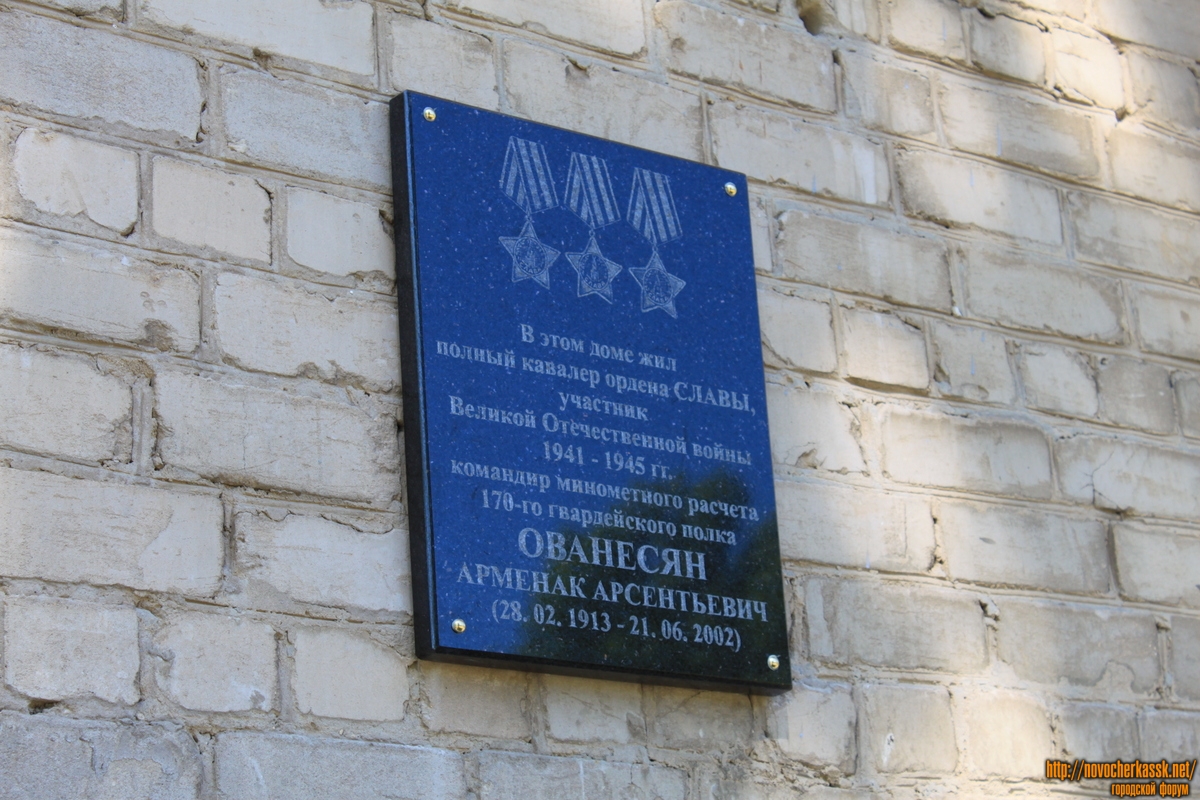 В этом доме жил
полный кавалер ордена СЛАВЫ,
участник
Великой Отечественной войны
1941 - 1945 гг.
командир минометного расчета
170-го гвардейского полка
ОВАНЕСЯН
АРМЕНАК АРСЕНТЬЕВИЧ
(28. 02. 1913 - 21. 06. 2002)
http://novocherkassk.net/
городской форум